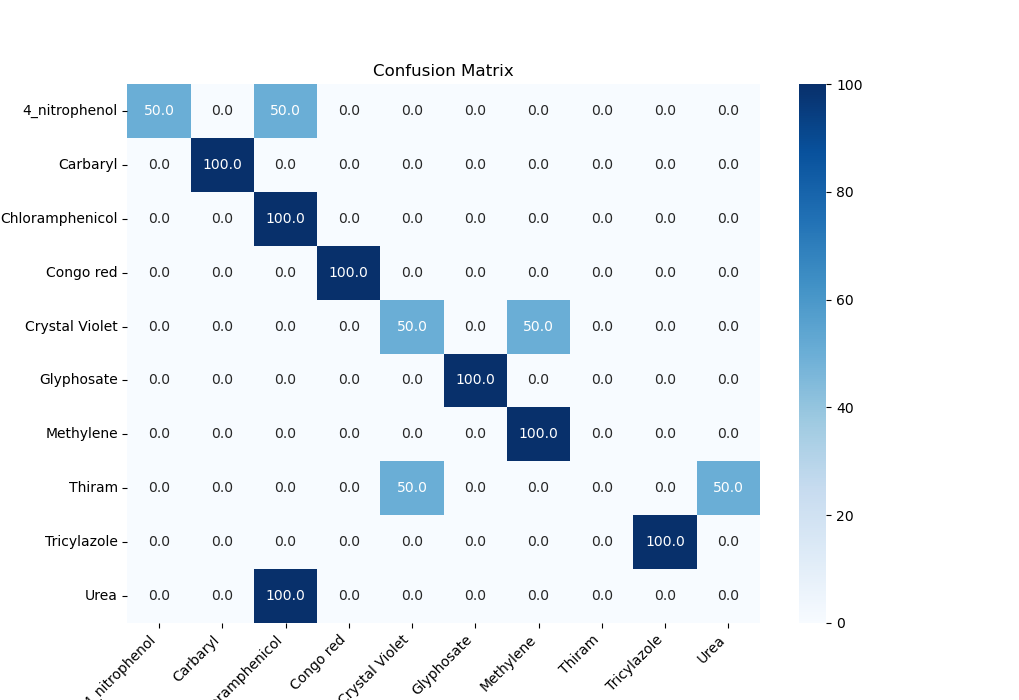 Confusion Matrix
4_nitrophenol 50.0 0.0 50.0 0.0 0.0 0.0 0.0 0.0 0.0 0.0
Carbaryl 0.0 100.0 0.0 0.0 0.0 0.0 0.0 0.0 0.0 0.0
Chloramphenicol 0.0 0.0 100.0 0.0 0.0 0.0 0.0 0.0 0.0 0.0
Congo red 0.0 0.0 0.0 100.0 0.0 0.0 0.0 0.0 0.0 0.0
Crystal Violet 0.0 0.0 0.0 0.0 50.0 0.0 50.0 0.0 0.0 0.0
Glyphosate 0.0 0.0 0.0 0.0 0.0 100.0 0.0 0.0 0.0 0.0
Methylene 0.0 0.0 0.0 0.0 0.0 0.0 100.0 0.0 0.0 0.0
Thiram 0.0 0.0 0.0 0.0 50.0 0.0 0.0 0.0 0.0 50.0
Tricylazole 0.0 0.0 0.0 0.0 0.0 0.0 0.0 0.0 100.0 0.0
Urea 0.0 0.0 100.0 0.0 0.0 0.0 0.0 0.0 0.0 0.0
4_nitrophenol Carbaryl ramphenicol Congo red Crystal Violet Glyphosate Methylene Thiram Tricylazole Urea
100
80
60
40
20
0